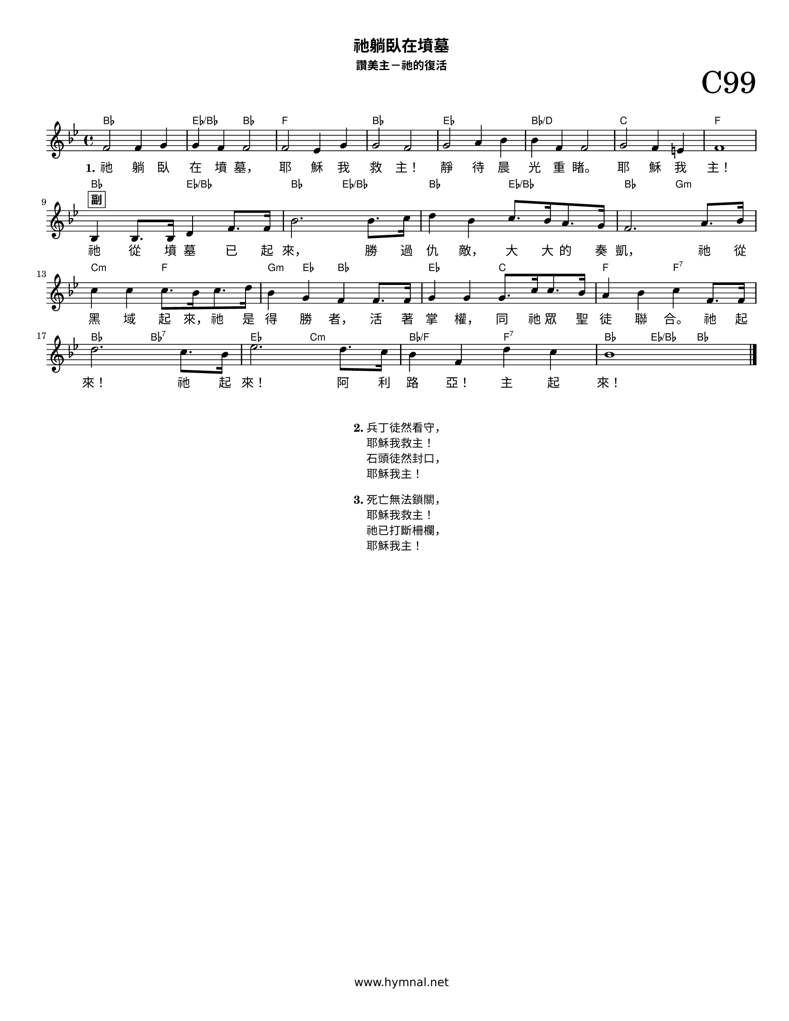 祂躺臥在墳墓
讚美主－祂的復活
C99
B♭ E♭/B♭ B♭ F B♭ E♭ B♭/D C F
1. 祂 躺 臥 在 墳 墓， 耶 穌 我 救 主！ 靜 待 晨 光 重 睹。 耶 穌 我 主！
B♭ E♭/B♭ B♭ E♭/B♭ B♭ E♭/B♭ B♭ Gm
9 副
祂 從 墳 墓 已 起 來， 勝 過 仇 敵， 大 大 的 奏 凱， 祂 從
Cm F Gm E♭ B♭ E♭ C F F7
13
黑 域 起 來，祂 是 得 勝 者， 活 著 掌 權， 同 祂 眾 聖 徒 聯 合。 祂 起
17 B♭ B♭7 E♭ Cm B♭/F F7 B♭ E♭/B♭ B♭
來！ 祂 起 來！ 阿 利 路 亞！ 主 起 來！
2. 兵丁徒然看守，
耶穌我救主！
石頭徒然封口，
耶穌我主！
3. 死亡無法鎖關，
耶穌我救主！
祂已打斷柵欄，
耶穌我主！
www.hymnal.net